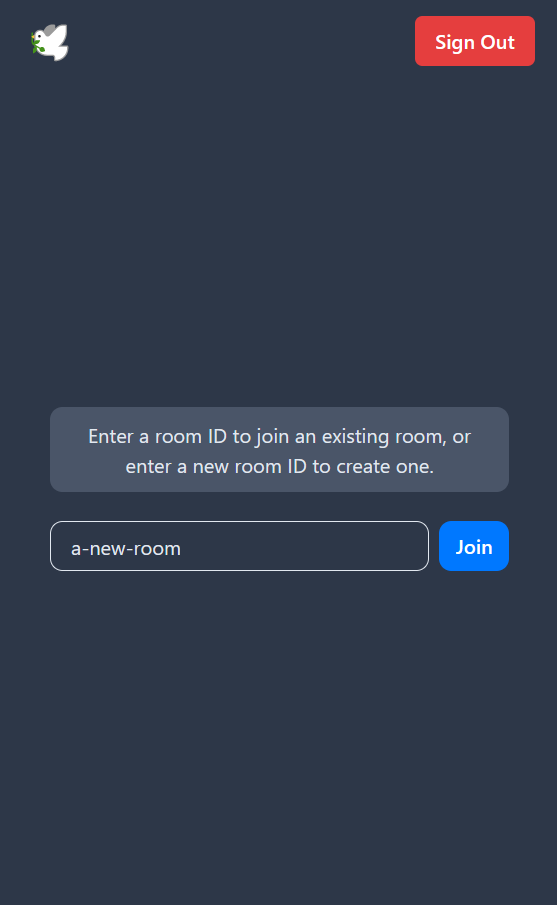 Sign Out
Enter a room ID to join an existing room, or
enter a new room ID to create one.
a-new-room
Join